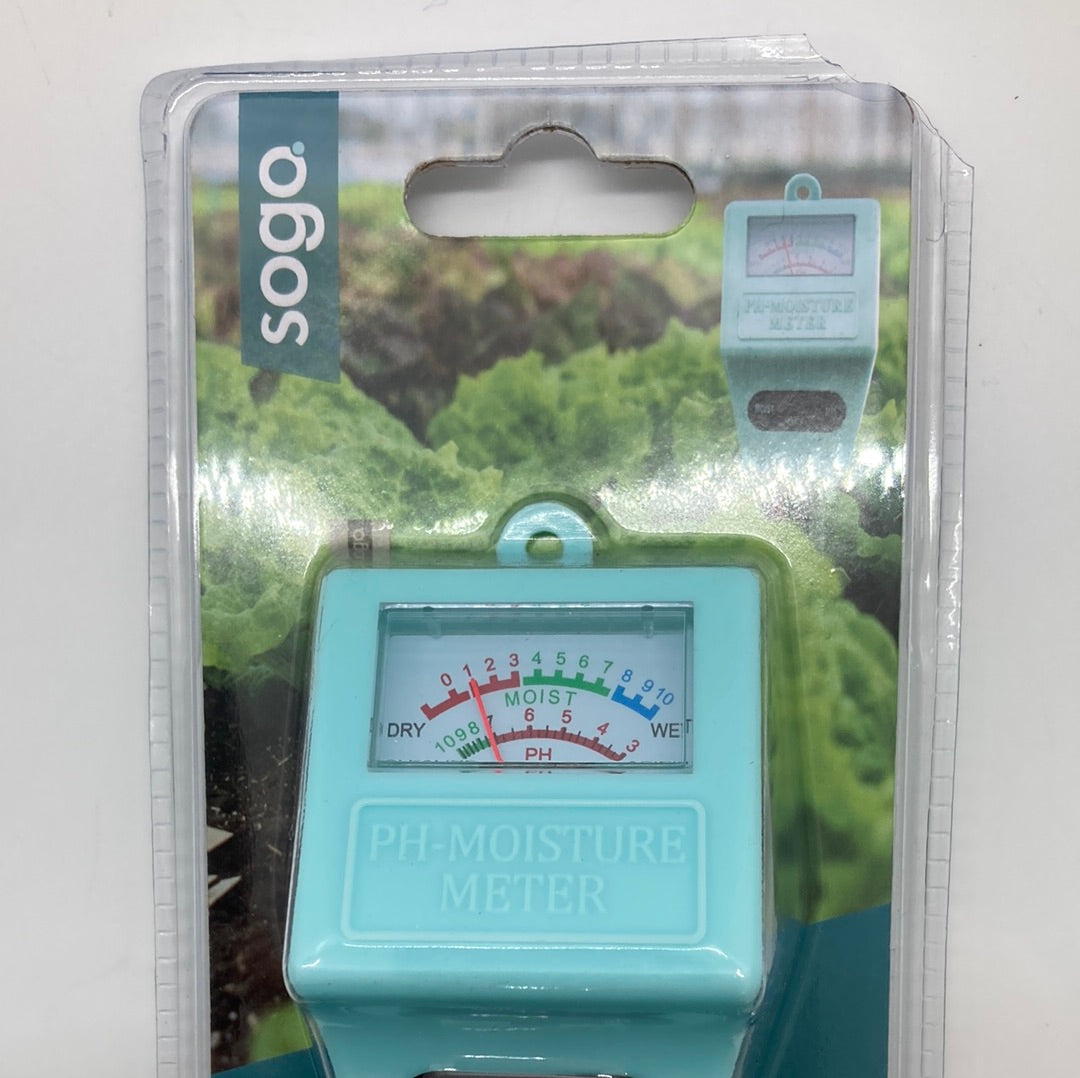 sogo
PH-MOISTURE
METER
0 1 2 3 4 5 6 7 8 9 10
MOIST
DRY
WET
10 9 8 7 6 5 4 3
PH
PH-MOISTURE
METER